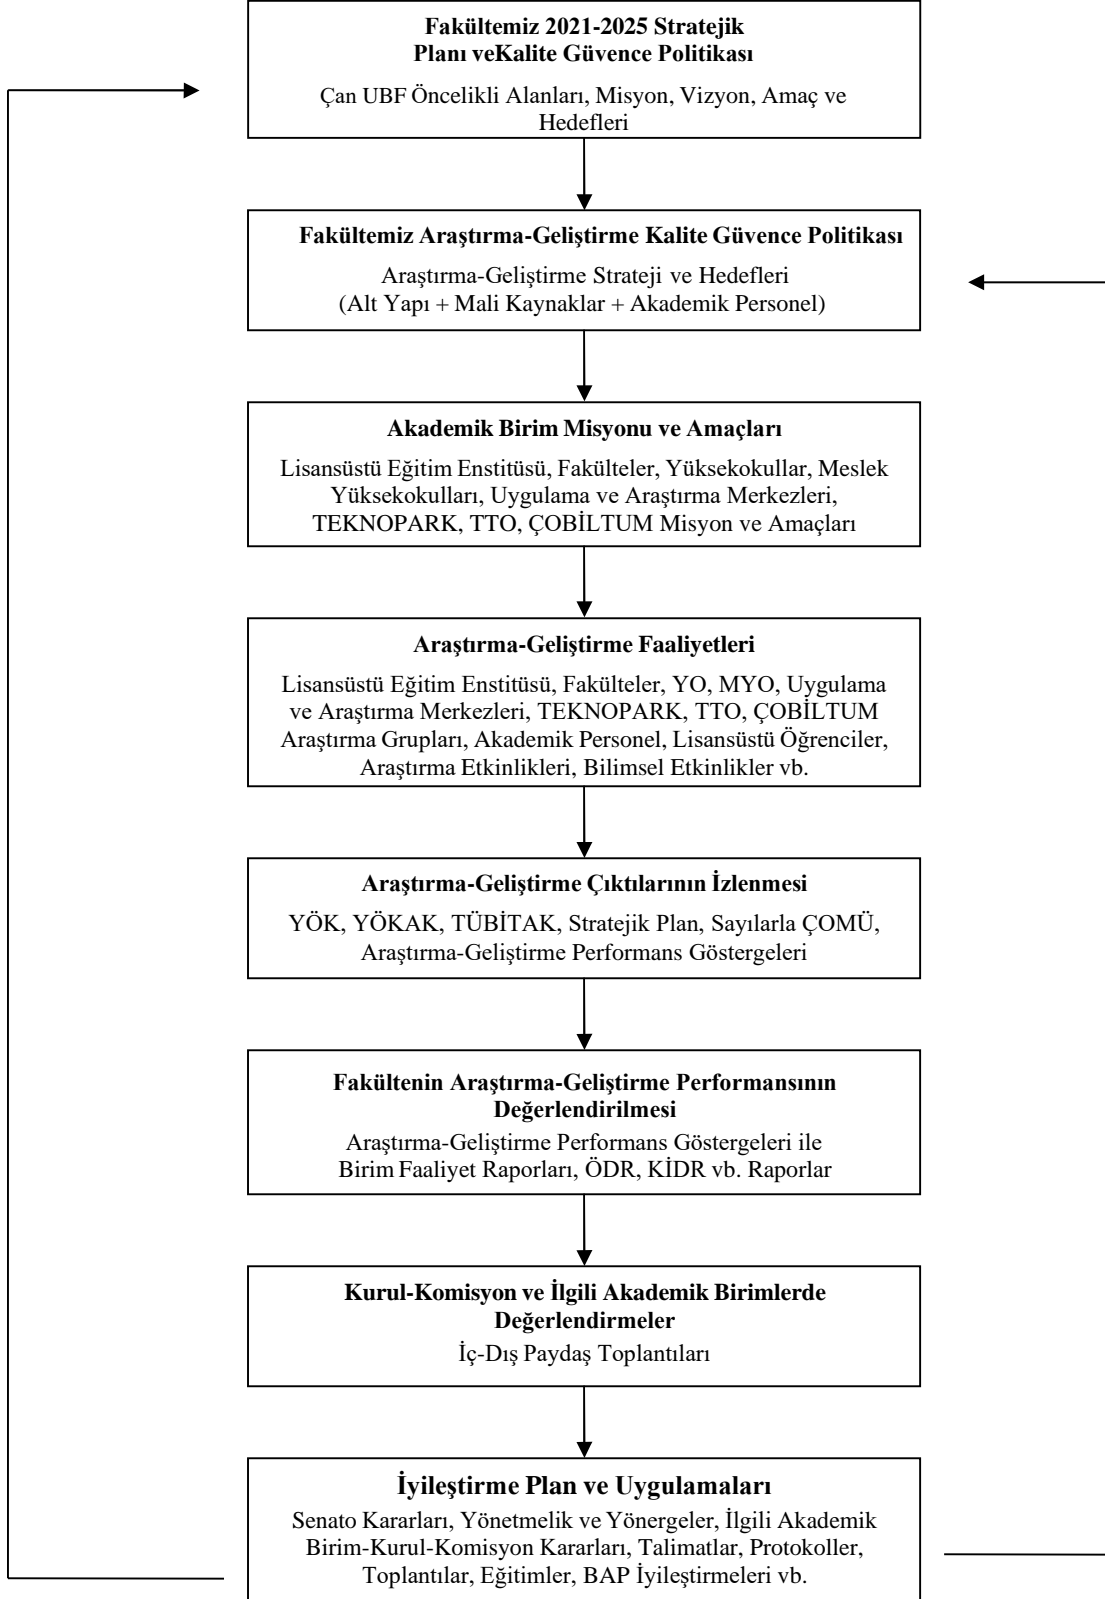 Fakültemiz 2021-2025 Stratejik
Planı veKalite Güvence Politikası
Çan UBF Öncelikli Alanları, Misyon, Vizyon, Amaç ve
Hedefleri
Fakültemiz Araştırma-Geliştirme Kalite Güvence Politikası
Araştırma-Geliştirme Strateji ve Hedefleri
(Alt Yapı + Mali Kaynaklar + Akademik Personel)
Akademik Birim Misyonu ve Amaçları
Lisansüstü Eğitim Enstitüsü, Fakülteler, Yüksekokullar, Meslek
Yüksekokulları, Uygulama ve Araştırma Merkezleri,
TEKNOPARK, TTO, ÇOBİLTUM Misyon ve Amaçları
Araştırma-Geliştirme Faaliyetleri
Lisansüstü Eğitim Enstitüsü, Fakülteler, YO, MYO, Uygulama
ve Araştırma Merkezleri, TEKNOPARK, TTO, ÇOBİLTUM
Araştırma Grupları, Akademik Personel, Lisansüstü Öğrenciler,
Araştırma Etkinlikleri, Bilimsel Etkinlikler vb.
Araştırma-Geliştirme Çıktılarının İzlenmesi
YÖK, YÖKAK, TÜBİTAK, Stratejik Plan, Sayılarla ÇOMÜ,
Araştırma-Geliştirme Performans Göstergeleri
Fakültenin Araştırma-Geliştirme Performansının
Değerlendirilmesi
Araştırma-Geliştirme Performans Göstergeleri ile
Birim Faaliyet Raporları, ÖDR, KİDR vb. Raporlar
Kurul-Komisyon ve İlgili Akademik Birimlerde
Değerlendirmeler
İç-Dış Paydaş Toplantıları
İyileştirme Plan ve Uygulamaları
Senato Kararları, Yönetmelik ve Yönergeler, İlgili Akademik
Birim-Kurul-Komisyon Kararları, Talimatlar, Protokoller,
Toplantılar, Eğitimler, BAP İyileştirmeleri vb.